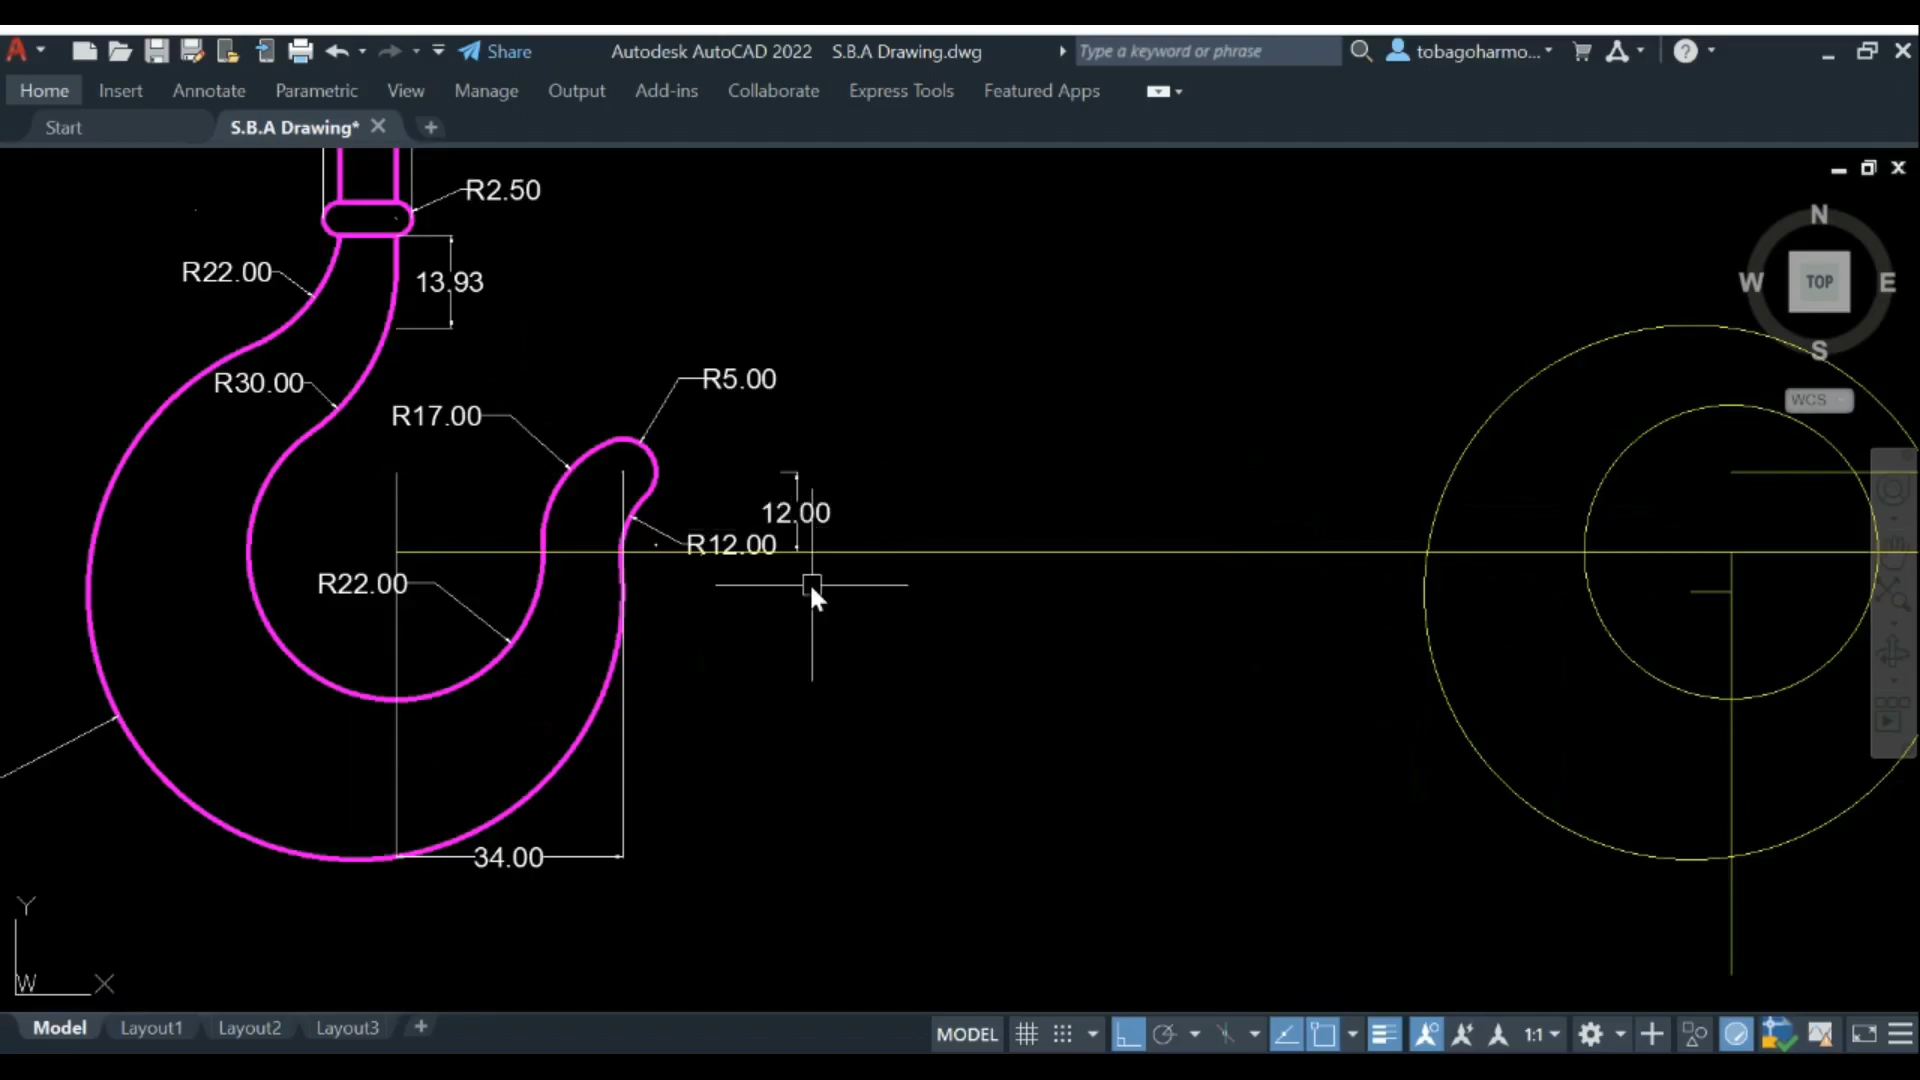 Share
Autodesk AutoCAD 2022 S.B.A Drawing.dwg
Type a keyword or phrase
tobagoharmo...
Home Insert Annotate Parametric View Manage Output Add-ins Collaborate Express Tools Featured Apps
Start
S.B.A Drawing*
N
W TOP E
S
WCS
R2.50
R22.00
13.93
R30.00
R5.00
R17.00
12.00
R12.00
R22.00
34.00
Y
W X
Model Layout1 Layout2 Layout3
MODEL
1:1